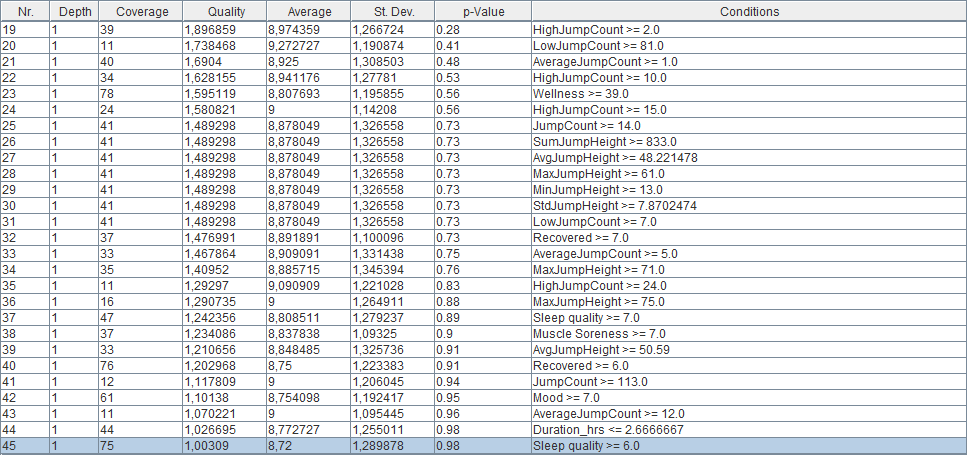 Nr. Depth Coverage Quality Average St. Dev. p-Value Conditions
19 1 39 1,896859 8,974359 1,266724 0.28 HighJumpCount >= 2.0
20 1 11 1,738468 9,272727 1,190874 0.41 LowJumpCount >= 81.0
21 1 40 1,6904 8,925 1,308503 0.48 AverageJumpCount >= 1.0
22 1 34 1,628155 8,941176 1,27781 0.53 HighJumpCount >= 10.0
23 1 78 1,595119 8,807693 1,195855 0.56 Wellness >= 39.0
24 1 24 1,580821 9 1,14208 0.56 HighJumpCount >= 15.0
25 1 41 1,489298 8,878049 1,326558 0.73 JumpCount >= 14.0
26 1 41 1,489298 8,878049 1,326558 0.73 SumJumpHeight >= 833.0
27 1 41 1,489298 8,878049 1,326558 0.73 AvgJumpHeight >= 48.221478
28 1 41 1,489298 8,878049 1,326558 0.73 MaxJumpHeight >= 61.0
29 1 41 1,489298 8,878049 1,326558 0.73 MinJumpHeight >= 13.0
30 1 41 1,489298 8,878049 1,326558 0.73 StdJumpHeight >= 7.8702474
31 1 41 1,489298 8,878049 1,326558 0.73 LowJumpCount >= 7.0
32 1 37 1,476991 8,891891 1,100096 0.73 Recovered >= 7.0
33 1 33 1,467864 8,909091 1,331438 0.75 AverageJumpCount >= 5.0
34 1 35 1,40952 8,885715 1,345394 0.76 MaxJumpHeight >= 71.0
35 1 11 1,29297 9,090909 1,221028 0.83 HighJumpCount >= 24.0
36 1 16 1,290735 9 1,264911 0.88 MaxJumpHeight >= 75.0
37 1 47 1,242356 8,808511 1,279237 0.89 Sleep quality >= 7.0
38 1 37 1,234086 8,837838 1,09325 0.9 Muscle Soreness >= 7.0
39 1 33 1,210656 8,848485 1,325736 0.91 AvgJumpHeight >= 50.59
40 1 76 1,202968 8,75 1,223383 0.91 Recovered >= 6.0
41 1 12 1,117809 9 1,206045 0.94 JumpCount >= 113.0
42 1 61 1,10138 8,754098 1,192417 0.95 Mood >= 7.0
43 1 11 1,070221 9 1,095445 0.96 AverageJumpCount >= 12.0
44 1 44 1,026695 8,772727 1,255011 0.98 Duration_hrs <= 2.6666667
45 1 75 1,00309 8,72 1,289878 0.98 Sleep quality >= 6.0